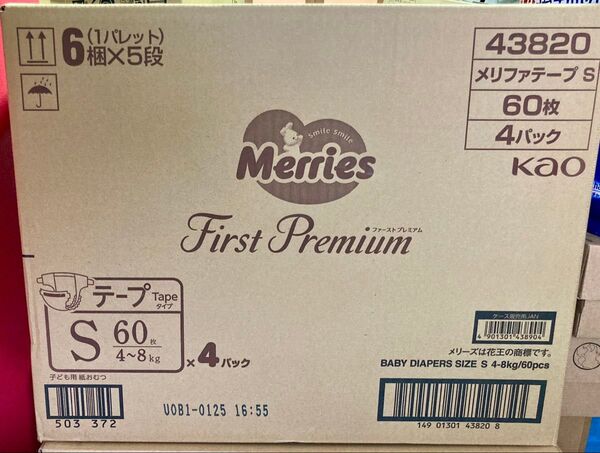 6 (1パレット)
梱×5段
43820
メリファテープ S
60枚
4パック
Kao
smile smile
Merries
ファーストプレミアム
First Premium
テープ Tape
タイプ
S 60枚
4~8kg
×4パック
子ども用 紙おむつ
503 372
U0B1-0125 16:55
ケース販売用JAN
4 901301 438904
メリーズは花王の商標です。
BABY DIAPERS SIZE S 4-8kg/60pcs
149 01301 43820 8